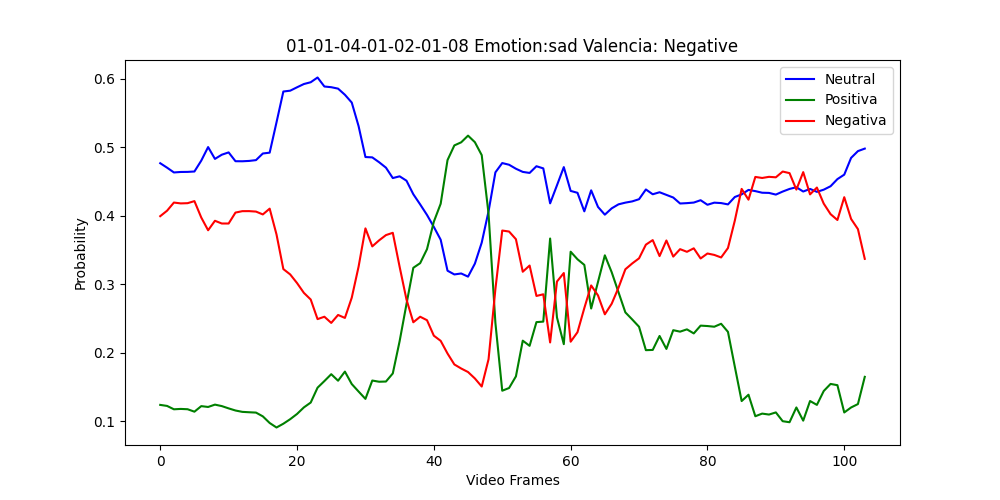 01-01-04-01-02-01-08 Emotion:sad Valencia: Negative
Neutral
Positiva
Negativa
Probability
0.6
0.5
0.4
0.3
0.2
0.1
0 20 40 60 80 100
Video Frames